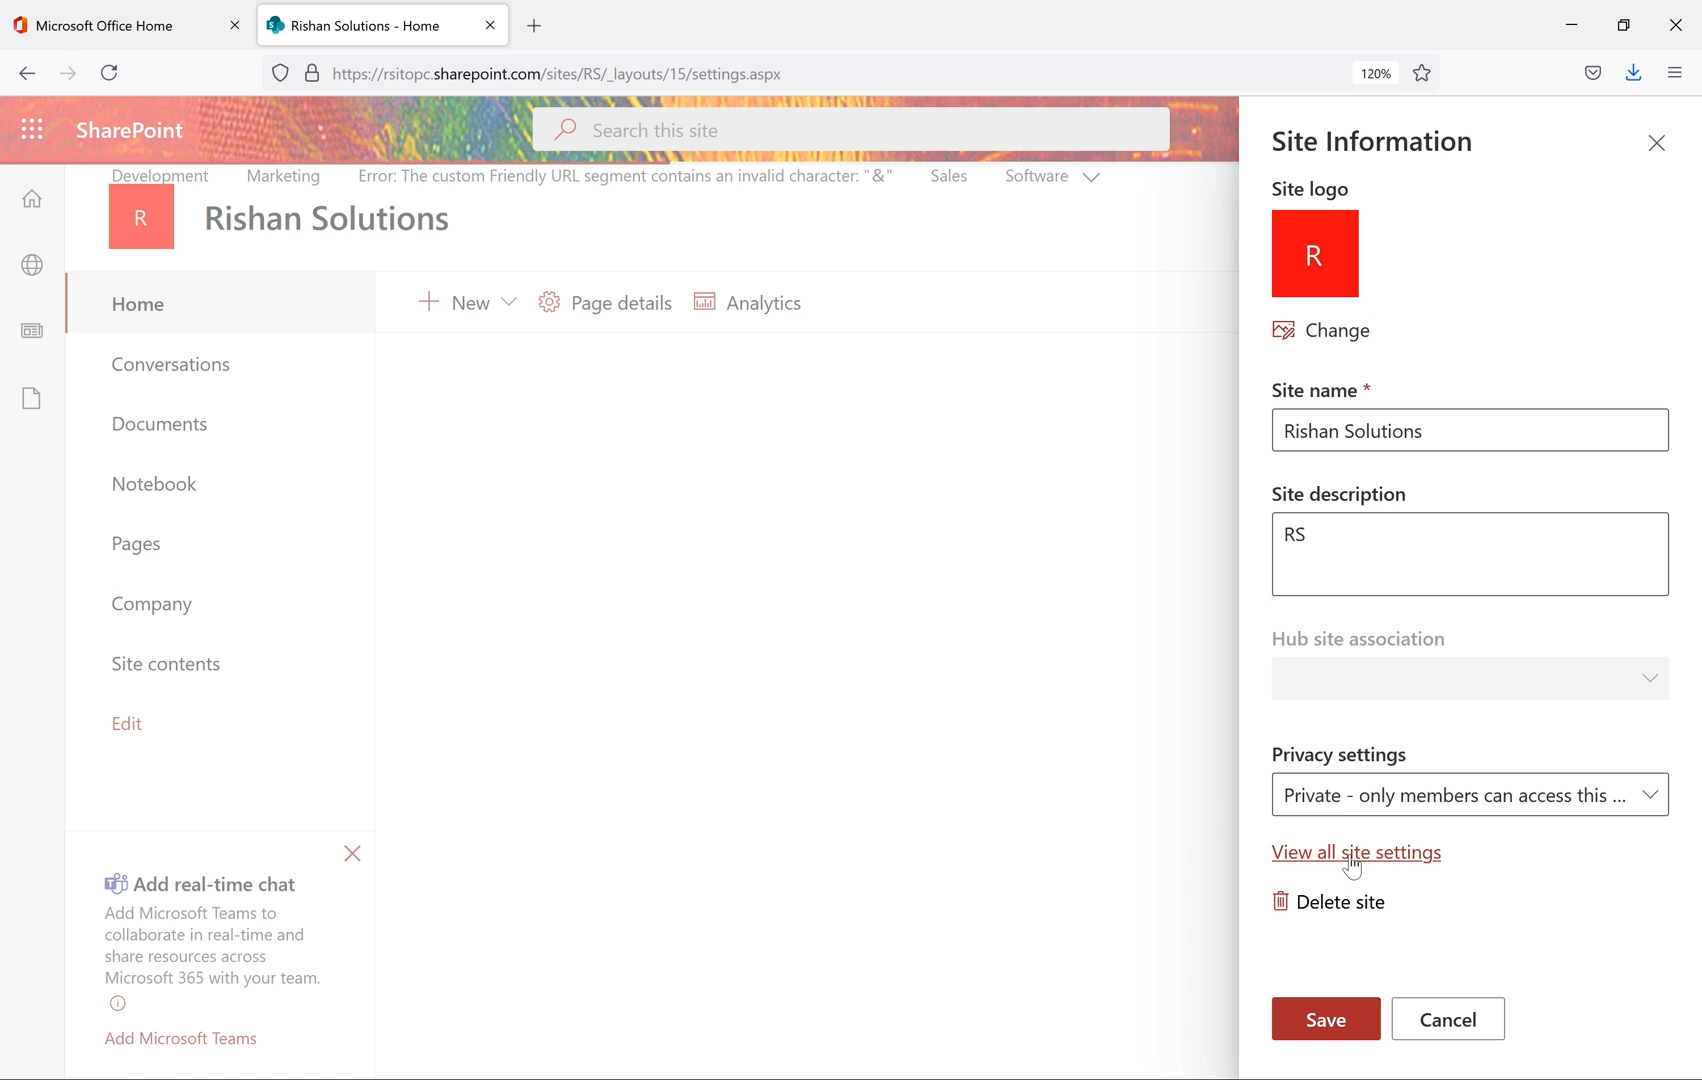 Microsoft Office Home
Rishan Solutions - Home
https://rsitopc.sharepoint.com/sites/RS/_layouts/15/settings.aspx
120%
SharePoint
Search this site
Development Marketing Error: The custom Friendly URL segment contains an invalid character: "&" Sales Software
R
Rishan Solutions
Home
Conversations
Documents
Notebook
Pages
Company
Site contents
Edit
New Page details Analytics
Add real-time chat
Add Microsoft Teams to
collaborate in real-time and
share resources across
Microsoft 365 with your team.
Add Microsoft Teams
Site Information
Site logo
R
Change
Site name *
Rishan Solutions
Site description
RS
Hub site association
Privacy settings
Private - only members can access this ...
View all site settings
Delete site
Save Cancel